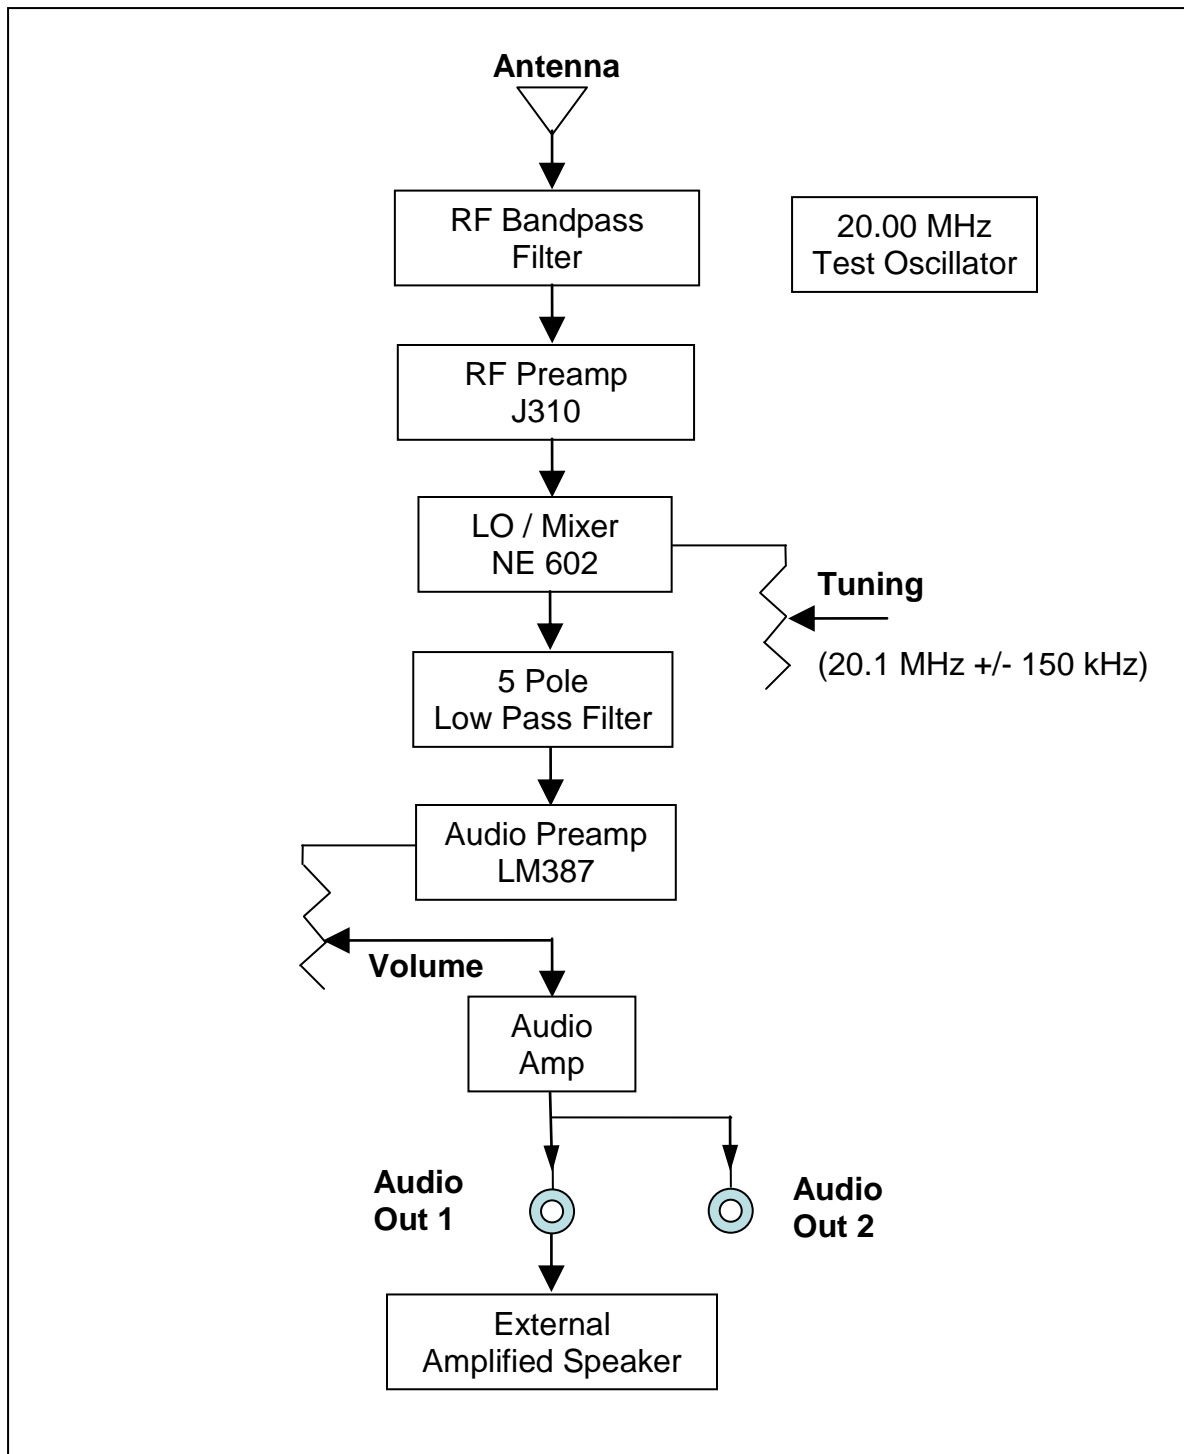 Antenna
RF Bandpass
Filter
20.00 MHz
Test Oscillator
RF Preamp
J310
LO / Mixer
NE 602
Tuning
(20.1 MHz +/- 150 kHz)
5 Pole
Low Pass Filter
Audio Preamp
LM387
Volume
Audio
Amp
Audio
Out 1
Audio
Out 2
External
Amplified Speaker